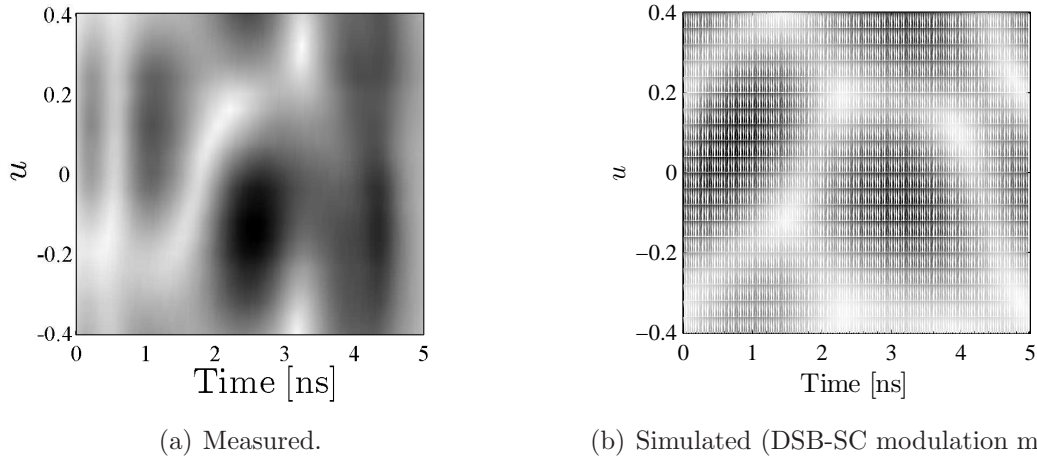 0.4
0.2
0
-0.2
-0.4
u
0 1 2 3 4 5
Time [ns]
(a) Measured.
0.4
0.2
0
−0.2
−0.4
u
0 1 2 3 4 5
Time [ns]
(b) Simulated (DSB-SC modulation m